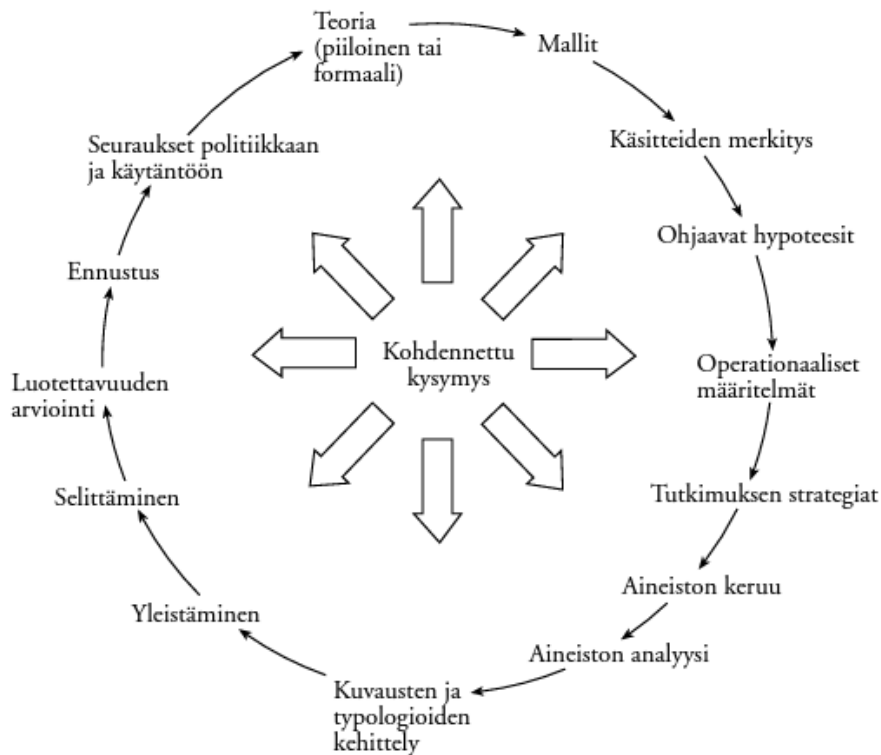 Teoria
(piiloinen tai
formaali)
Mallit
Käsitteiden merkitys
Ohjaavat hypoteesit
Operationaaliset
määritelmät
Tutkimuksen strategiat
Aineiston keruu
Aineiston analyysi
Kuvausten ja
typologioiden
kehittely
Yleistäminen
Selittäminen
Luotettavuuden
arviointi
Ennustus
Seuraukset politiikkaan
ja käytäntöön
Kohdennettu
kysymys